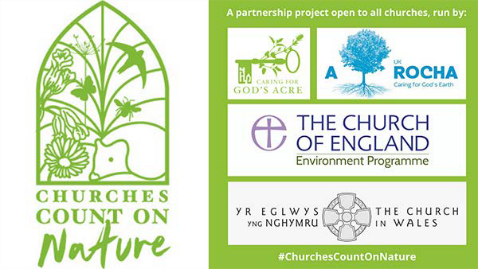 CHURCHES
COUNT ON
Nature
A partnership project open to all churches, run by:
CARING FOR
GOD'S ACRE
UK
A ROCHA
Caring for God's Earth
THE CHURCH
OF ENGLAND
Environment Programme
YR EGLWYS
YNG NGHYMRU
THE CHURCH
IN WALES
#ChurchesCountOnNature